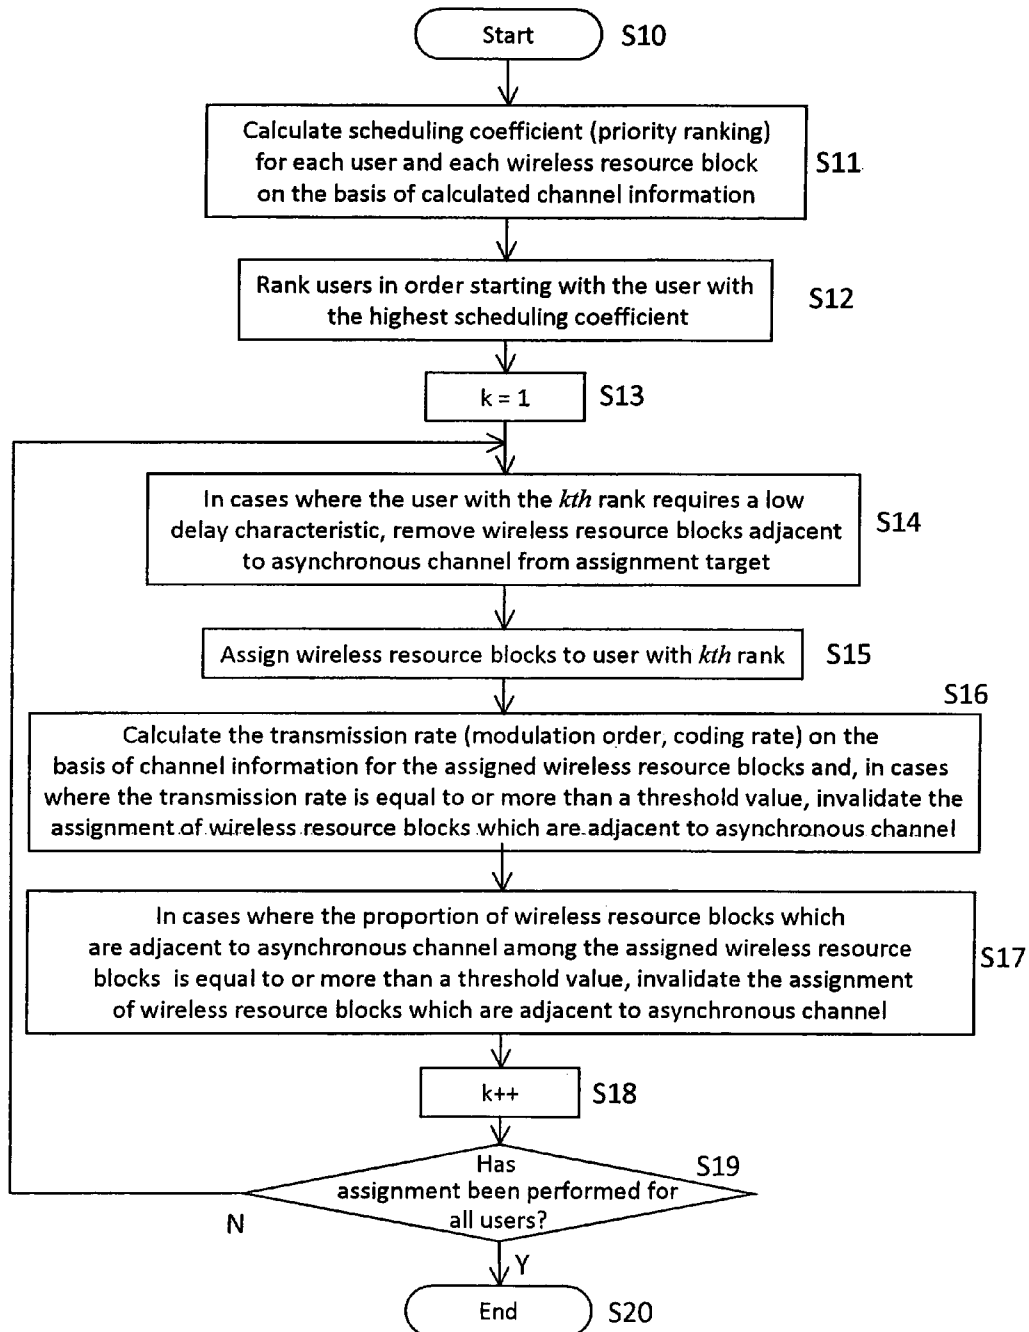 Start
S10
Calculate scheduling coefficient (priority ranking)
for each user and each wireless resource block
on the basis of calculated channel information
S11
Rank users in order starting with the user with
the highest scheduling coefficient
S12
k = 1
S13
In cases where the user with the kth rank requires a low
delay characteristic, remove wireless resource blocks adjacent
to asynchronous channel from assignment target
S14
Assign wireless resource blocks to user with kth rank
S15
S16
Calculate the transmission rate (modulation order, coding rate) on the
basis of channel information for the assigned wireless resource blocks and, in cases
where the transmission rate is equal to or more than a threshold value, invalidate the
assignment of wireless resource blocks which are adjacent to asynchronous channel
In cases where the proportion of wireless resource blocks which
are adjacent to asynchronous channel among the assigned wireless resource
blocks is equal to or more than a threshold value, invalidate the assignment
of wireless resource blocks which are adjacent to asynchronous channel
S17
k++
S18
Has
assignment been performed for
all users?
S19
N
Y
End
S20